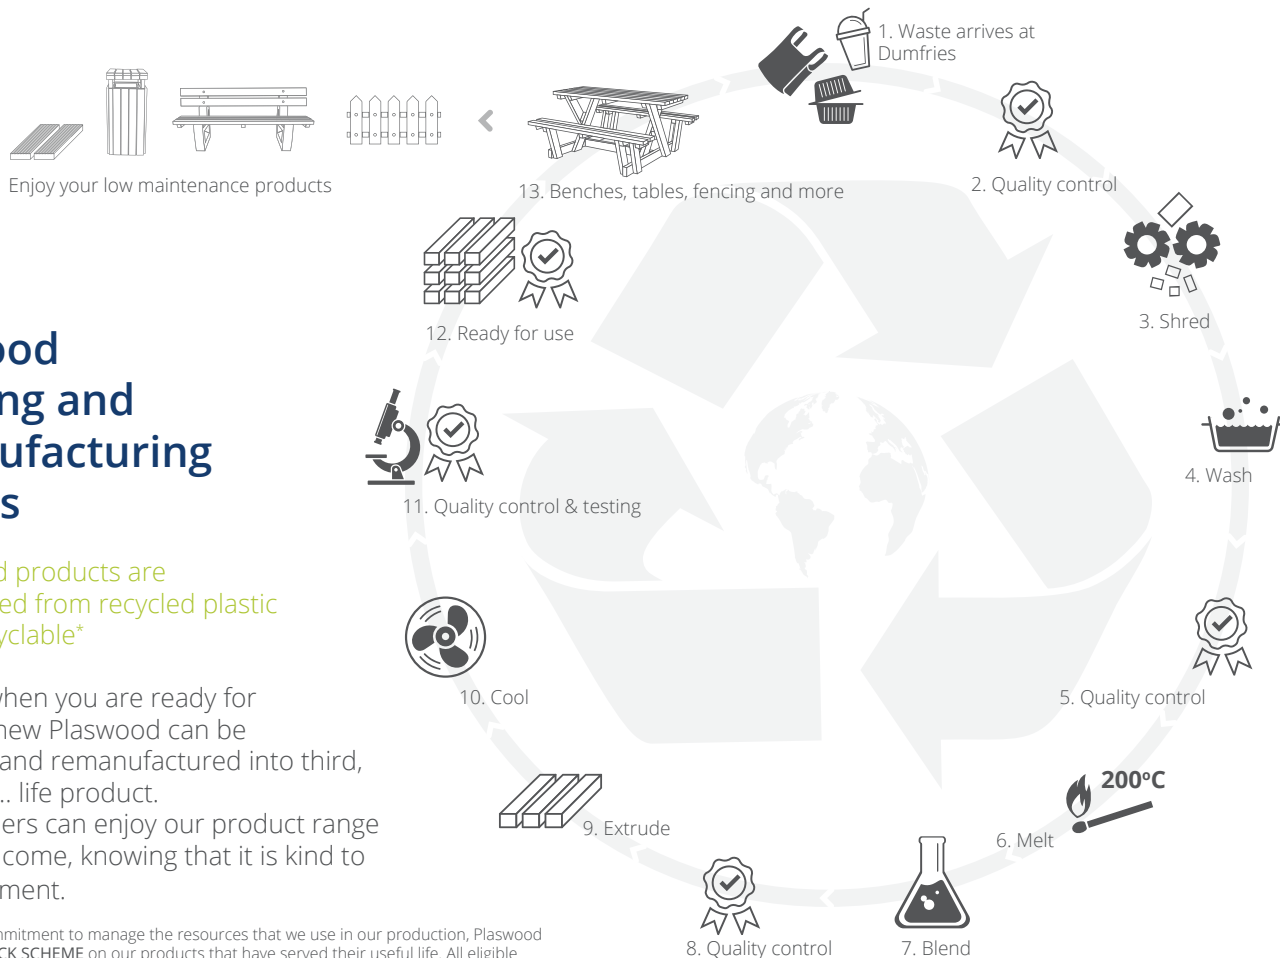 1. Waste arrives at
Dumfries
2. Quality control
3. Shred
4. Wash
5. Quality control
200ºC
6. Melt
7. Blend
8. Quality control
9. Extrude
10. Cool
11. Quality control & testing
12. Ready for use
13. Benches, tables, fencing and more
Enjoy your low maintenance products
ood
ng and
ufacturing
s
d products are
ed from recycled plastic
yclable*
when you are ready for
new Plaswood can be
and remanufactured into third,
... life product.
ers can enjoy our product range
come, knowing that it is kind to
ment.
mmitment to manage the resources that we use in our production, Plaswood
CK SCHEME on our products that have served their useful life. All eligible